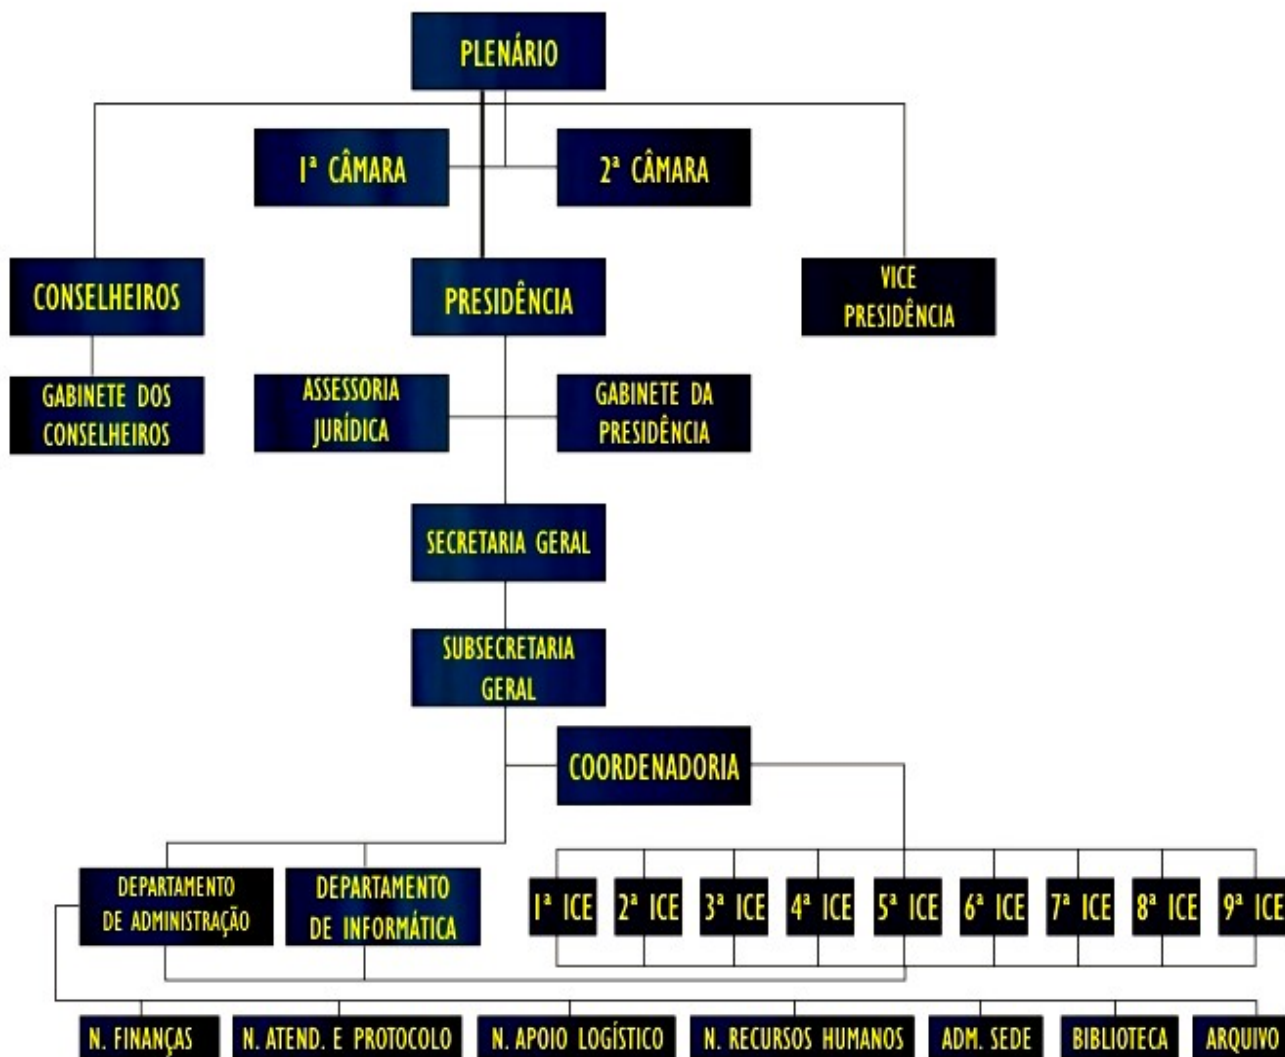 PLENÁRIO
1ª CÂMARA
2ª CÂMARA
CONSELHEIROS
PRESIDÊNCIA
VICE
PRESIDÊNCIA
GABINETE DOS
CONSELHEIROS
ASSESSORIA
JURÍDICA
GABINETE DA
PRESIDÊNCIA
SECRETARIA GERAL
SUBSECRETARIA
GERAL
COORDENADORIA
DEPARTAMENTO
DE ADMINISTRAÇÃO
DEPARTAMENTO
DE INFORMÁTICA
1ª ICE
2ª ICE
3ª ICE
4ª ICE
5ª ICE
6ª ICE
7ª ICE
8ª ICE
9ª ICE
N. FINANÇAS
N. ATEND. E PROTOCOLO
N. APOIO LOGÍSTICO
N. RECURSOS HUMANOS
ADM. SEDE
BIBLIOTECA
ARQUIVO